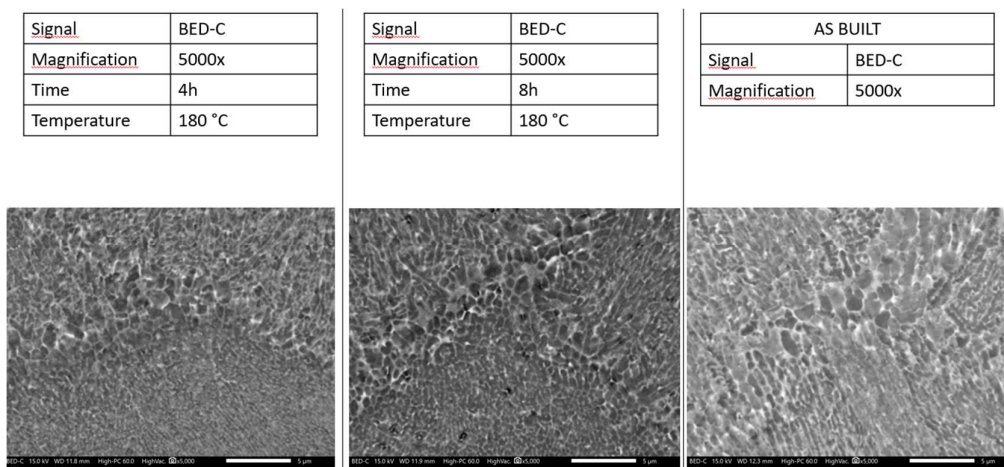 Signal BED-C
Magnification 5000x
Time 4h
Temperature 180 °C
Signal BED-C
Magnification 5000x
Time 8h
Temperature 180 °C
AS BUILT
Signal BED-C
Magnification 5000x
BED-C 15.0 kV WD 11.8 mm High-PC 60.0 HighVac. x5,000 5 µm
BED-C 15.0 kV WD 11.9 mm High-PC 60.0 HighVac. x5,000 5 µm
BED-C 15.0 kV WD 12.3 mm High-PC 60.0 HighVac. x5,000 5 µm